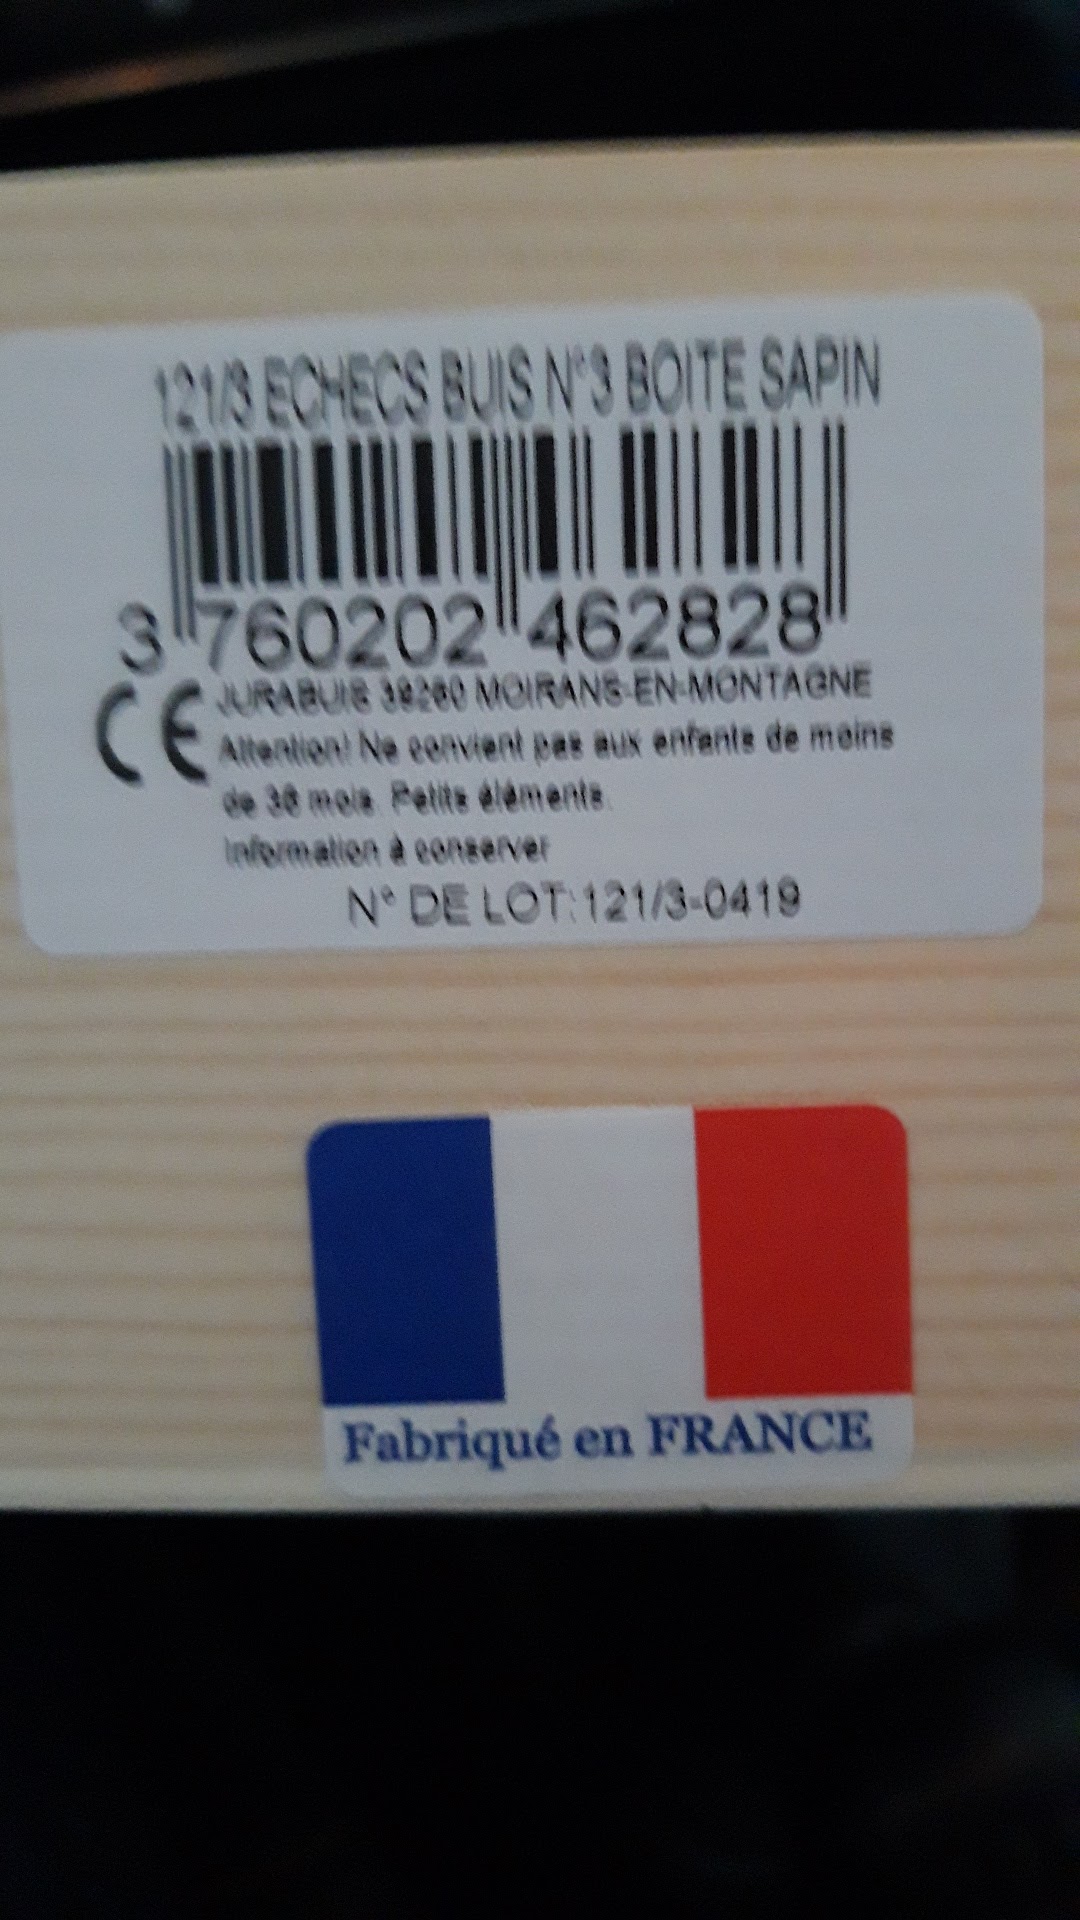 121/3 ECHECS BUIS N°3 BOITE SAPIN
3 760202 462828
CE JURABUIS 39260 MOIRANS-EN-MONTAGNE
Attention! Ne convient pas aux enfants de moins
de 36 mois. Petits éléments.
Information à conserver
N° DE LOT:121/3-0419
Fabriqué en FRANCE